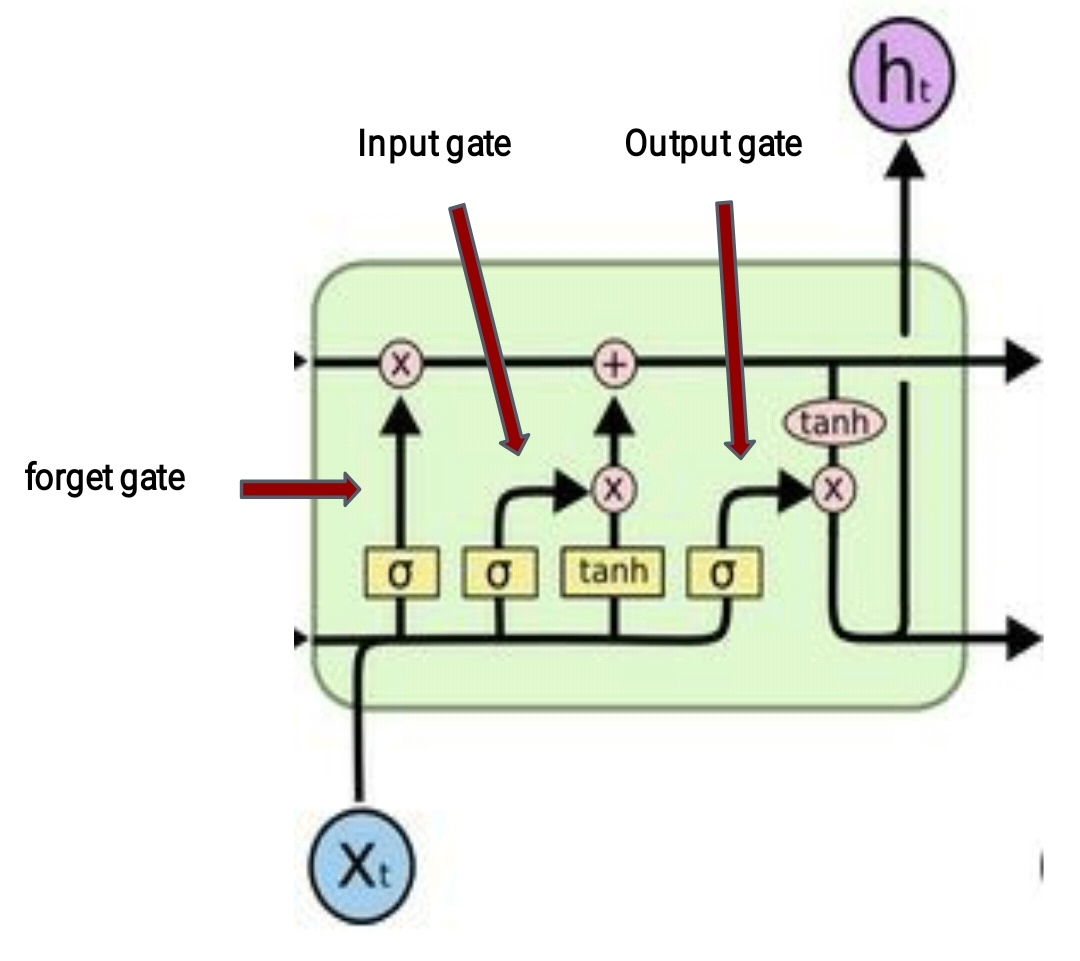 ht
Input gate Output gate
x +
tanh
forget gate x x
σ σ tanh σ
Xt